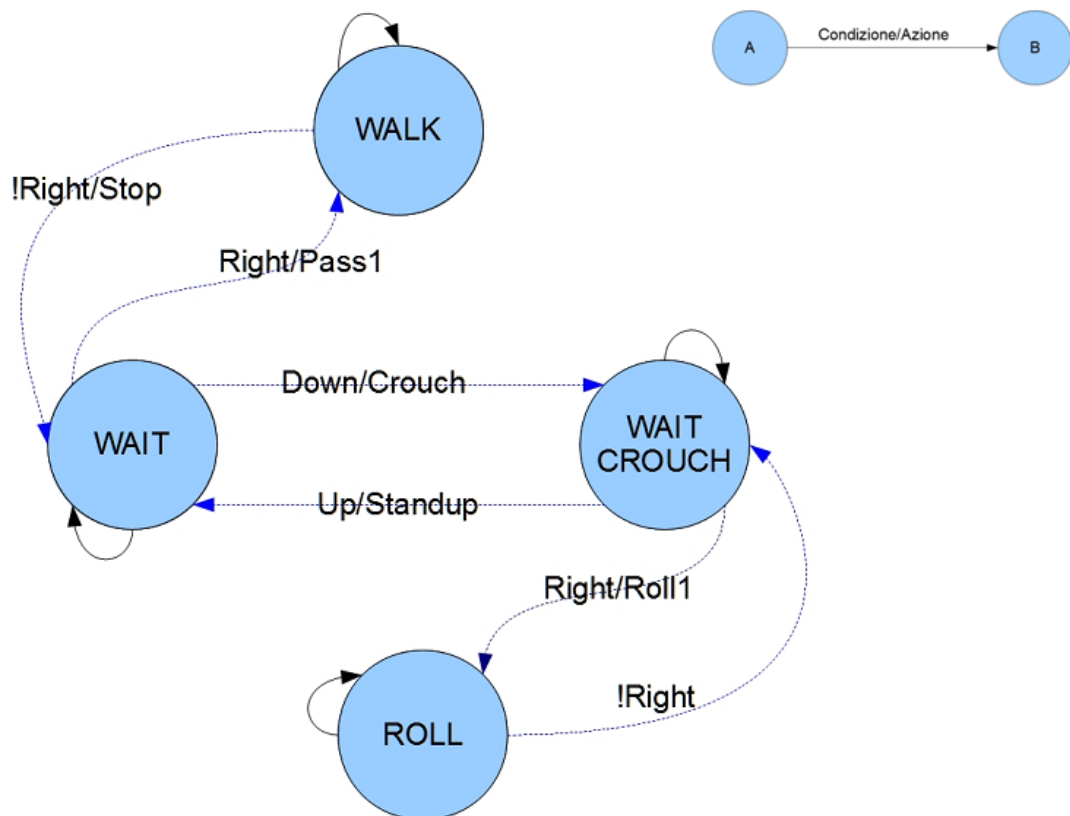 A
Condizione/Azione
B
WALK
!Right/Stop
Right/Pass1
Down/Crouch
WAIT
WAIT
CROUCH
Up/Standup
Right/Roll1
!Right
ROLL